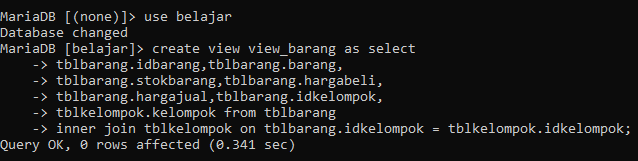 MariaDB [(none)]> use belajar
Database changed
MariaDB [belajar]> create view view_barang as select
    -> tblbarang.idbarang,tblbarang.barang,
    -> tblbarang.stokbarang,tblbarang.hargabeli,
    -> tblbarang.hargajual,tblbarang.idkelompok,
    -> tblkelompok.kelompok from tblbarang
    -> inner join tblkelompok on tblbarang.idkelompok = tblkelompok.idkelompok;
Query OK, 0 rows affected (0.341 sec)